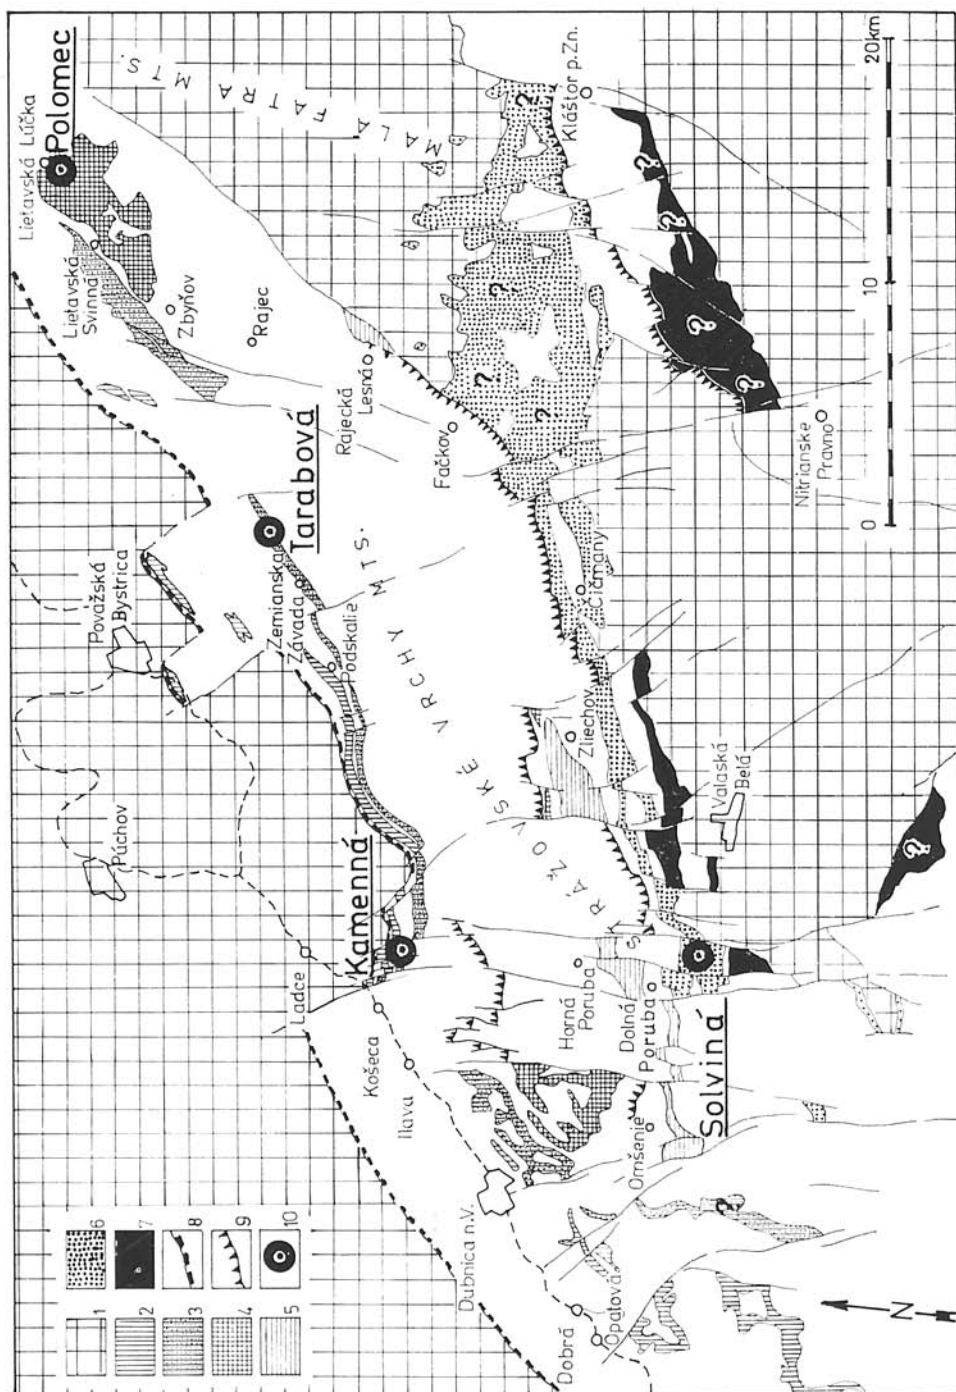 Lietavská Lúčka
Polomec
MALÁ FATRA MTS.
Kláštor p.Zn.
20km
10
0
Lietavská
Svinná
Zbyňov
Rajec
Rajecká
Lesná
Fačkov
Nitrianske
Pravno
Tarabova
Považská
Bystrica
Zemianska
Závada
Podskalie
Čičmany
STRÁŽOVSKÉ VRCHY MTS.
Zliechov
Valaská
Belá
Púchov
Kamenná
Ladce
Košeca
Ilava
Horná
Poruba
Dolná
Poruba
Solviná
Omšenie
Dubnica n.V.
Dobrá
Opatová
N
1
2
3
4
5
6
7
8
9
10
?
?
?
?
?
?
?
?
?
?